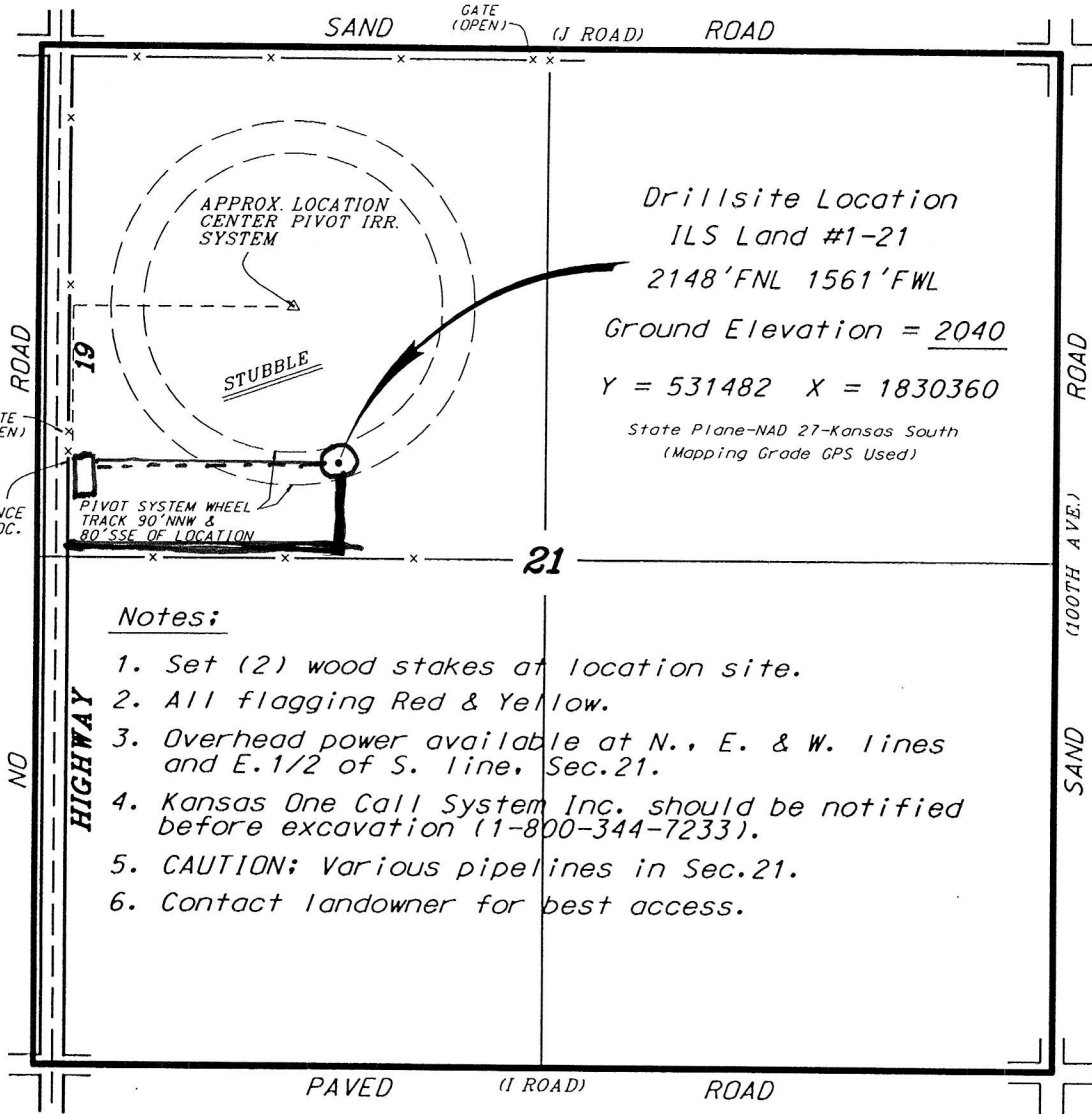 GATE
(OPEN)
SAND (J ROAD) ROAD
APPROX. LOCATION
CENTER PIVOT IRR.
SYSTEM
Drillsite Location
ILS Land #1-21
2148'FNL 1561'FWL
Ground Elevation = 2040
Y = 531482 X = 1830360
State Plane-NAD 27-Kansas South
(Mapping Grade GPS Used)
STUBBLE
ROAD
19
ROAD
TE
EN)
NCE
OC.
PIVOT SYSTEM WHEEL
TRACK 90'NNW &
80'SSE OF LOCATION
21
(100TH AVE.)
Notes:
1. Set (2) wood stakes at location site.
2. All flagging Red & Yellow.
3. Overhead power available at N., E. & W. lines
and E.1/2 of S. line, Sec.21.
4. Kansas One Call System Inc. should be notified
before excavation (1-800-344-7233).
5. CAUTION: Various pipelines in Sec.21.
6. Contact landowner for best access.
NO
HIGHWAY
SAND
PAVED (I ROAD) ROAD